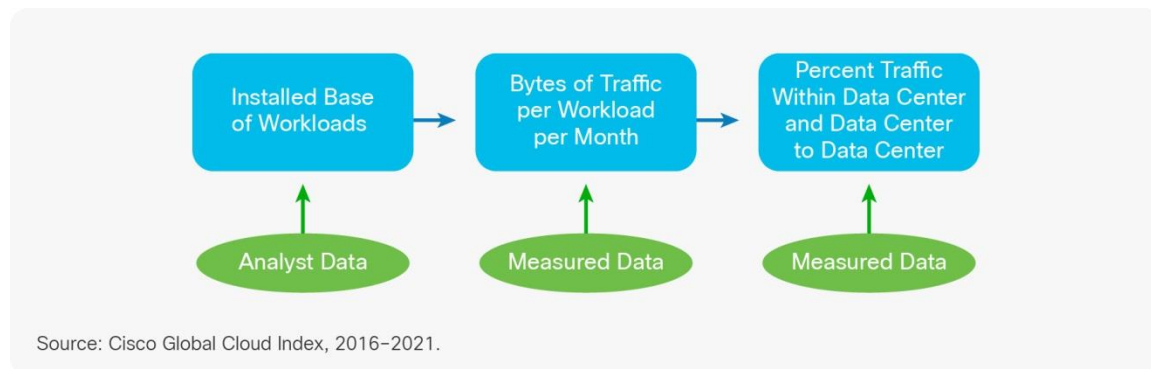 Installed Base
of Workloads
Bytes of Traffic
per Workload
per Month
Percent Traffic
Within Data Center
and Data Center
to Data Center
Analyst Data
Measured Data
Measured Data
Source: Cisco Global Cloud Index, 2016–2021.